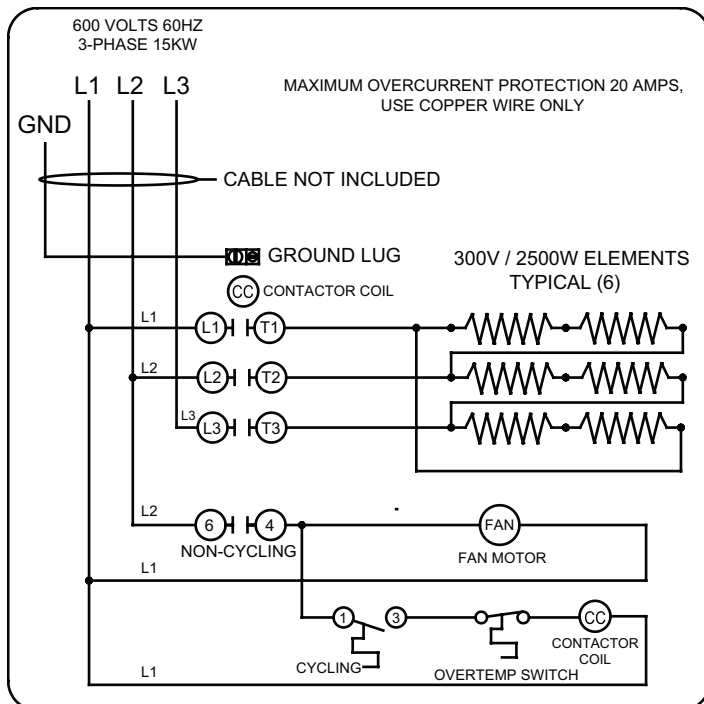 600 VOLTS 60HZ
3-PHASE 15KW
L1 L2 L3
MAXIMUM OVERCURRENT PROTECTION 20 AMPS,
USE COPPER WIRE ONLY
GND
CABLE NOT INCLUDED
GROUND LUG
300V / 2500W ELEMENTS
TYPICAL (6)
CC CONTACTOR COIL
L1 L1 T1
L2 L2 T2
L3 L3 T3
L2 6 4 FAN
NON-CYCLING
FAN MOTOR
L1
1 3 CC
CONTACTOR
COIL
CYCLING
OVERTEMP SWITCH
L1